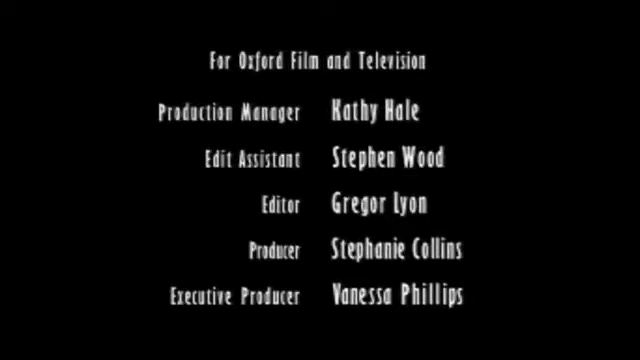 For Oxford Film and Television
Production Manager Kathy Hale
Edit Assistant Stephen Wood
Editor Gregor Lyon
Producer Stephanie Collins
Executive Producer Vanessa Phillips